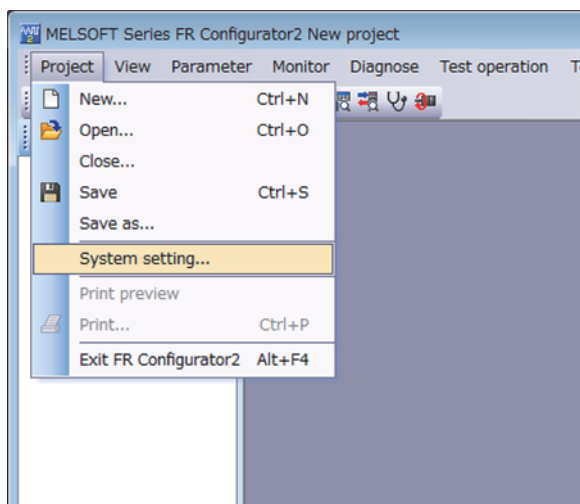 MELSOFT Series FR Configurator2 New project
Project View Parameter Monitor Diagnose Test operation T
New... Ctrl+N
Open... Ctrl+O
Close...
Save Ctrl+S
Save as...
System setting...
Print preview
Print... Ctrl+P
Exit FR Configurator2 Alt+F4